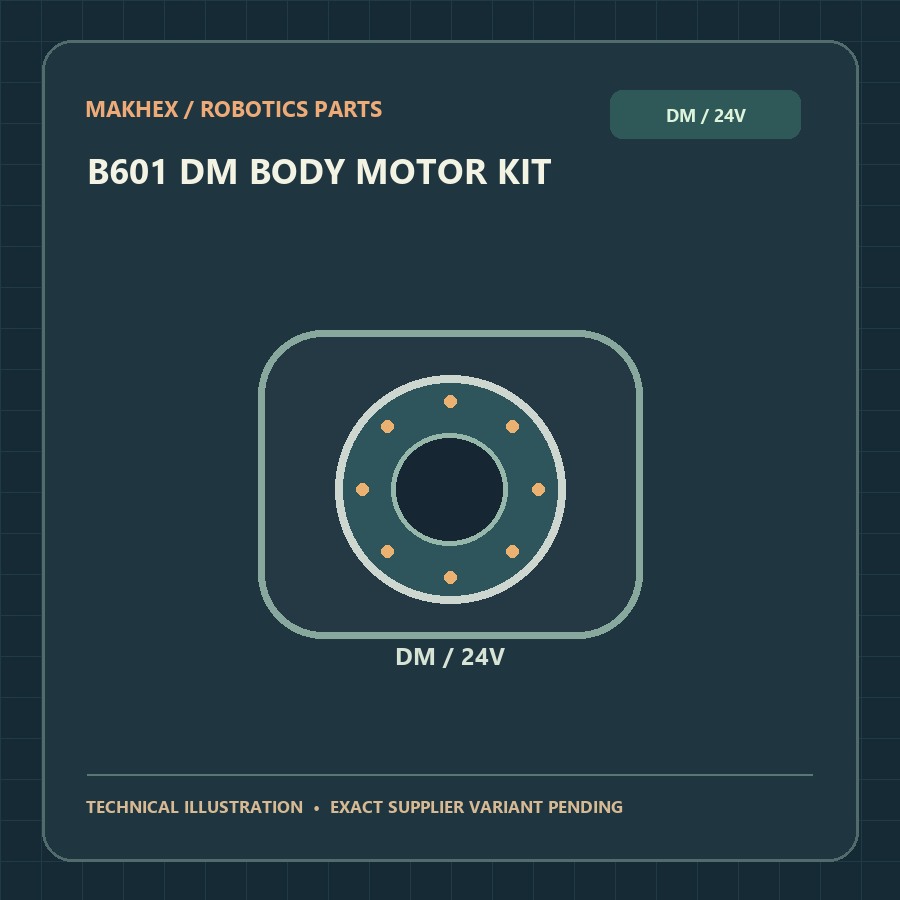 MAKHEX / ROBOTICS PARTS
DM / 24V
B601 DM BODY MOTOR KIT
DM / 24V
TECHNICAL ILLUSTRATION • EXACT SUPPLIER VARIANT PENDING